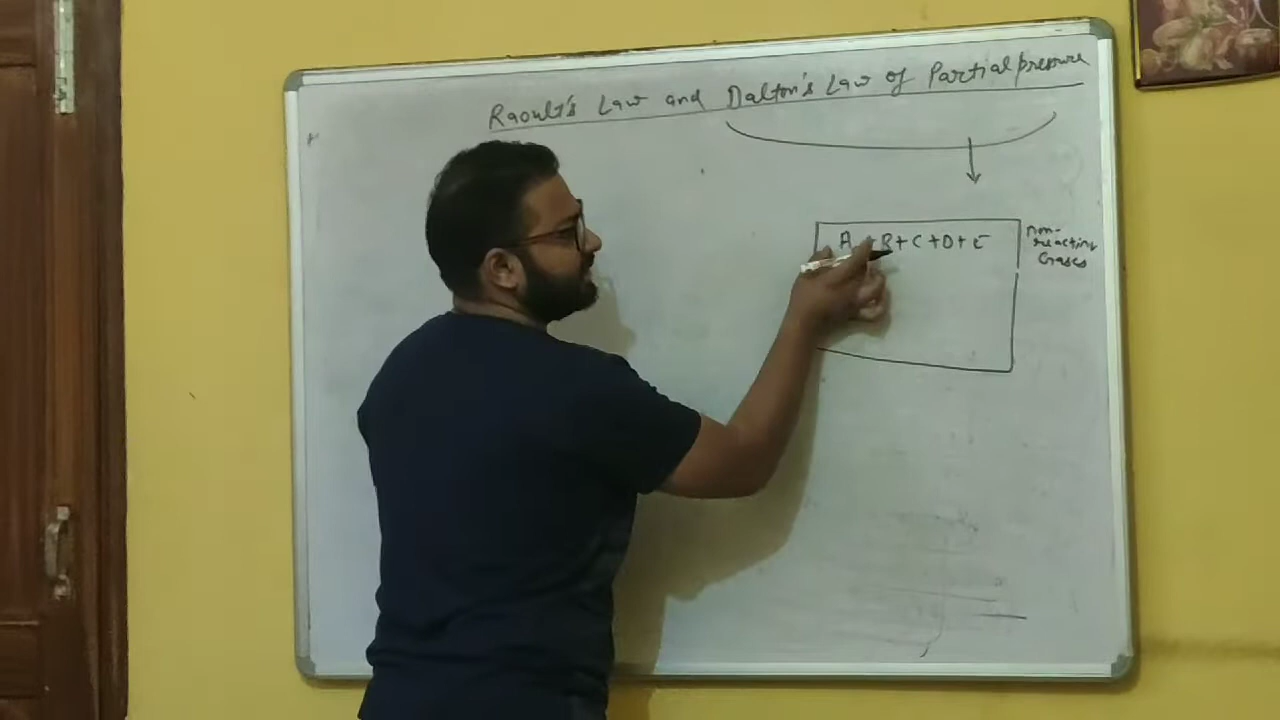 Raoult's Law and Dalton's Law of Partial pressure
A + B + C + D + E
non-
reacting
Gases